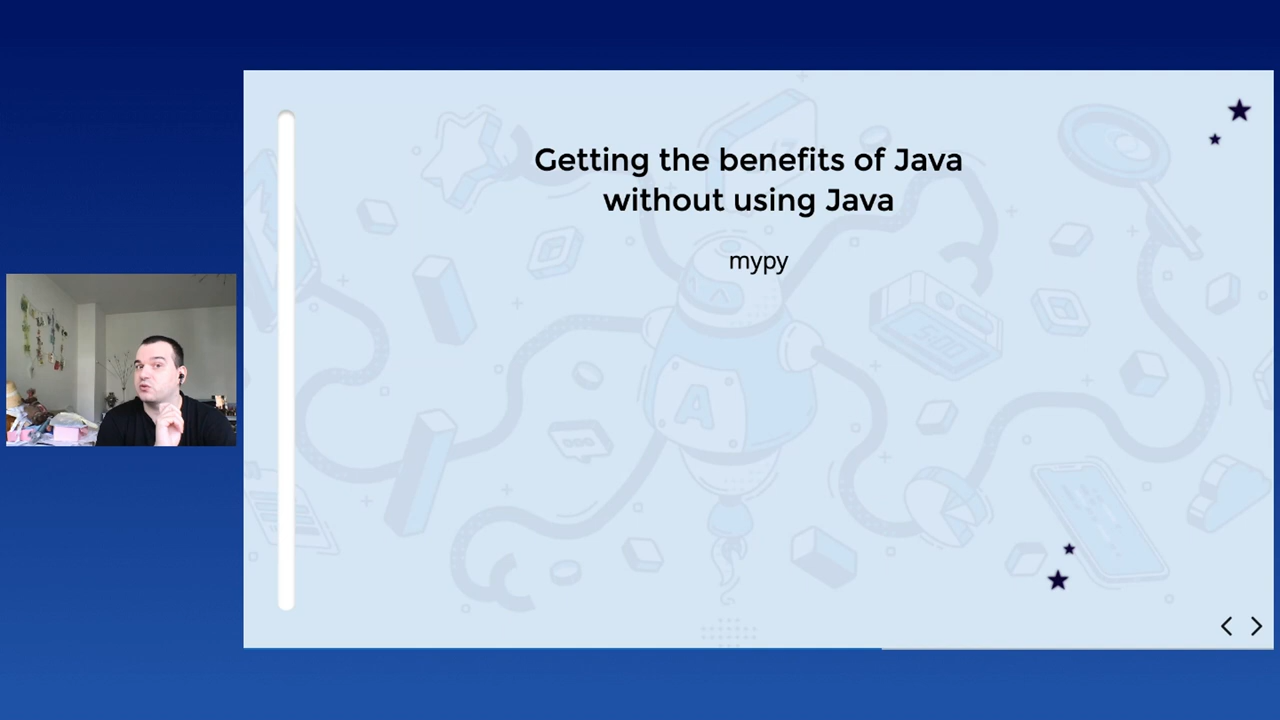 Getting the benefits of Java
without using Java
mypy
A